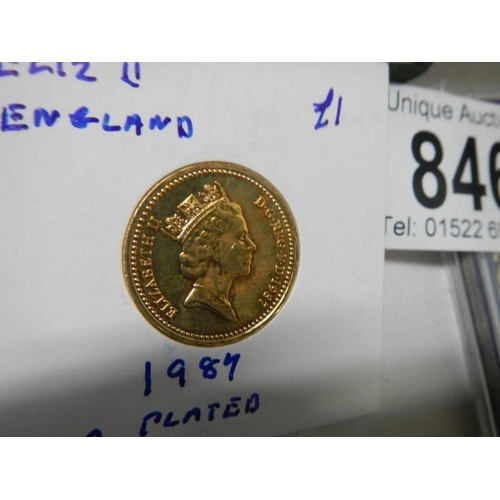 ELIZ II
ENGLAND £1
ELIZABETH II D·G·REG·F·D·1987
1987
PLATED
Unique Aucti
846
Tel: 01522 6